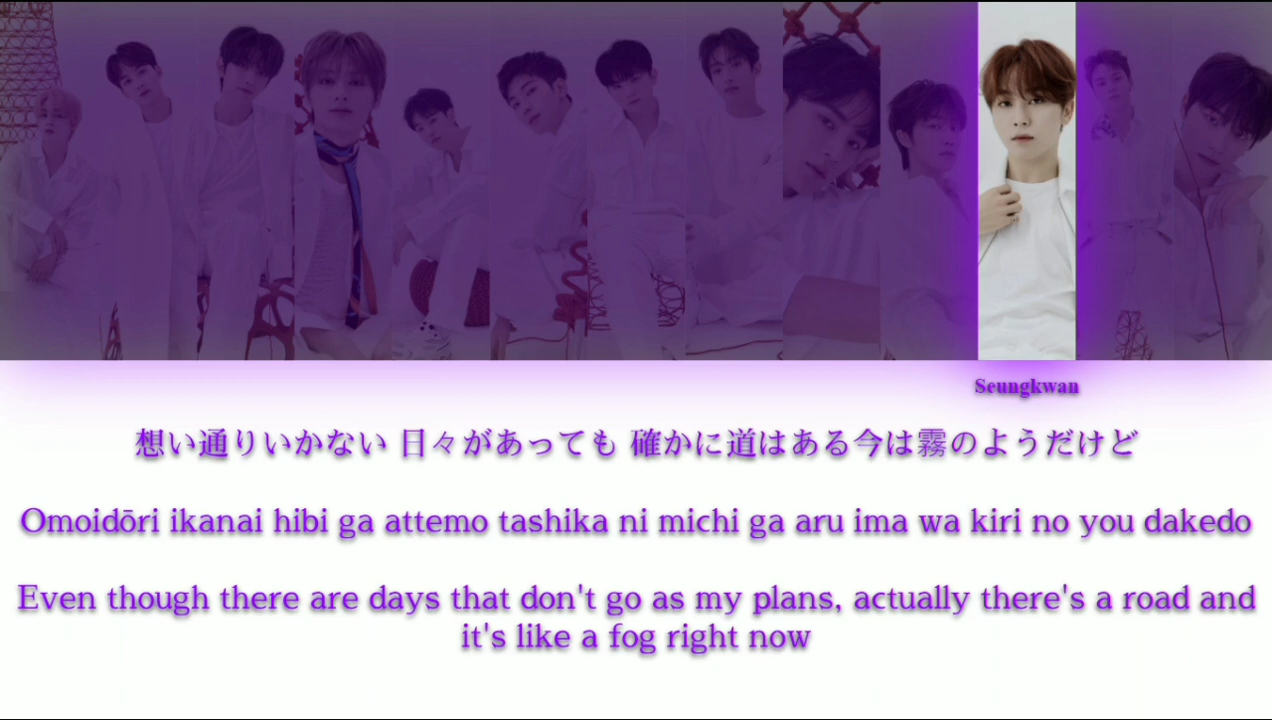 Seungkwan
想い通りいかない 日々があっても 確かに道はある今は霧のようだけど
Omoidōri ikanai hibi ga attemo tashika ni michi ga aru ima wa kiri no you dakedo
Even though there are days that don't go as my plans, actually there's a road and
it's like a fog right now